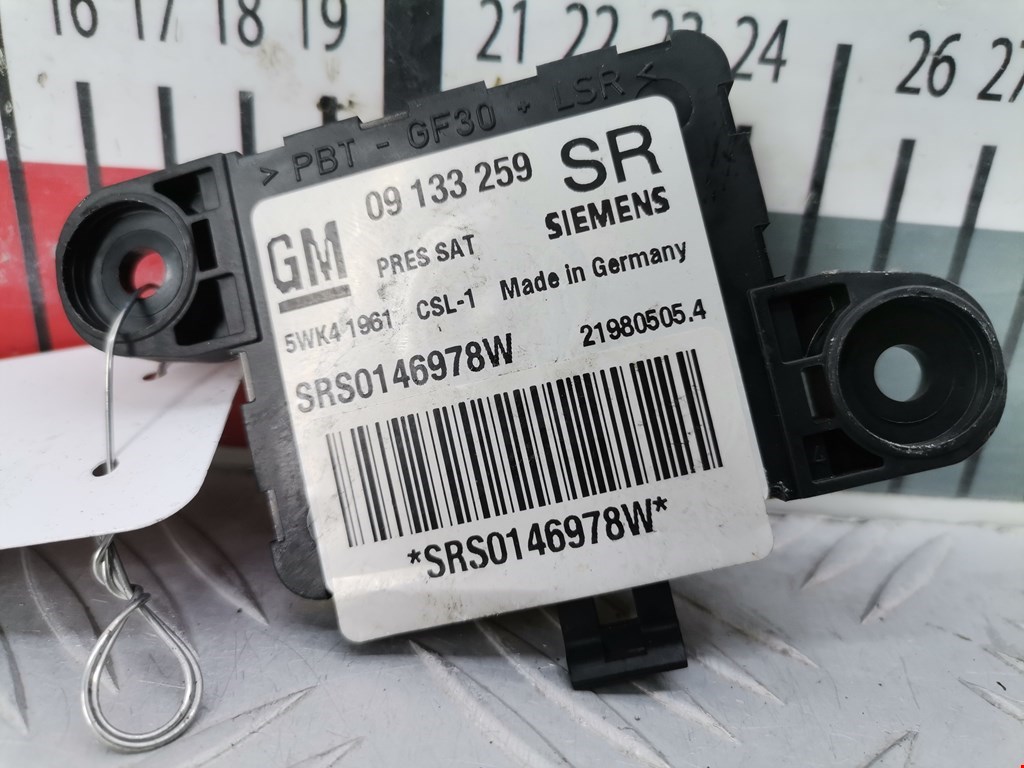 16 17 18 19 21 22 23 24 26 27
> PBT - GF30 + LSR <
09 133 259 SR
GM PRES SAT SIEMENS
5WK4 1961 CSL-1 Made in Germany
SRS0146978W 21980505.4
*SRS0146978W*
4